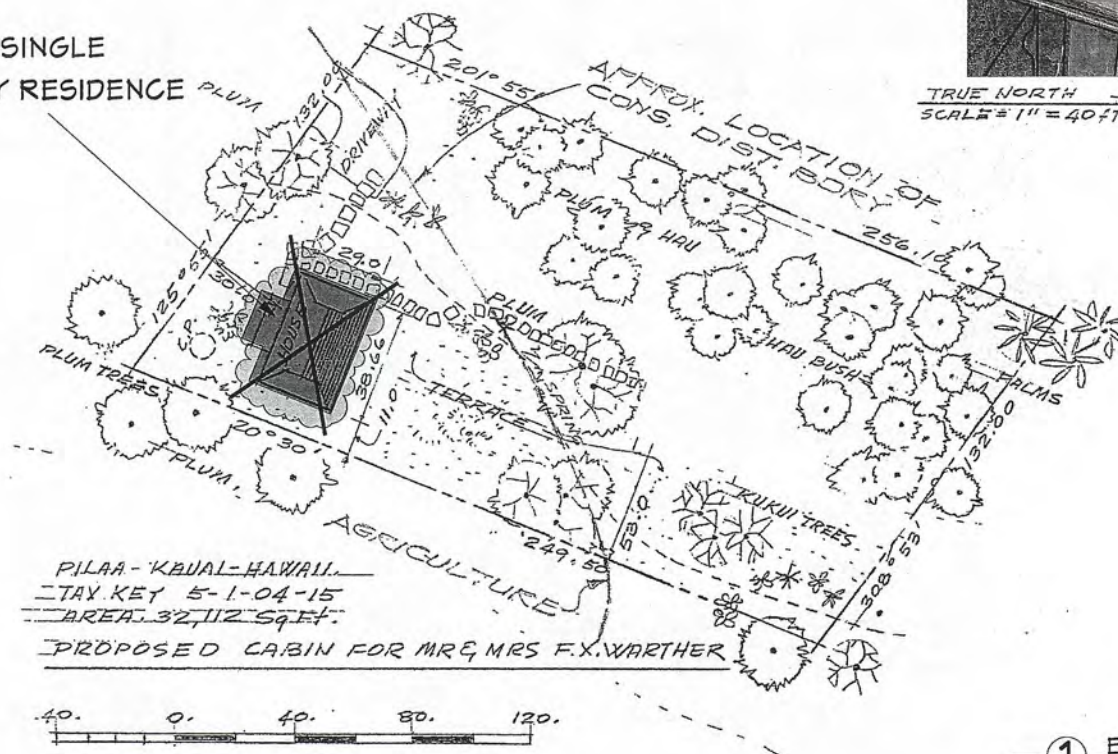 SINGLE
Y RESIDENCE
TRUE NORTH
SCALE = 1" = 40 FT
PLUM
132.0
DRIVEWAY
201° 55'
APPROX. LOCATION OF
CONS. DIST. BDRY
256.10
PLUM
HAU
HAU BUSH
PALMS
132.00
308° 53'
125° 55'
30.0
29.0
HOUSE
38.66
11.0
C.P.
PLUM TREES
PLUM
TERRACE
SPRING
PLUM
20° 30'
249.50
53.0
KUKUI TREES
AGRICULTURE
PILAA - KAUAI - HAWAII.
TAX KEY 5-1-04-15
AREA. 32,112 Sq Ft.
PROPOSED CABIN FOR MR & MRS F.X. WARTHER
40. 0. 40. 80. 120.
1